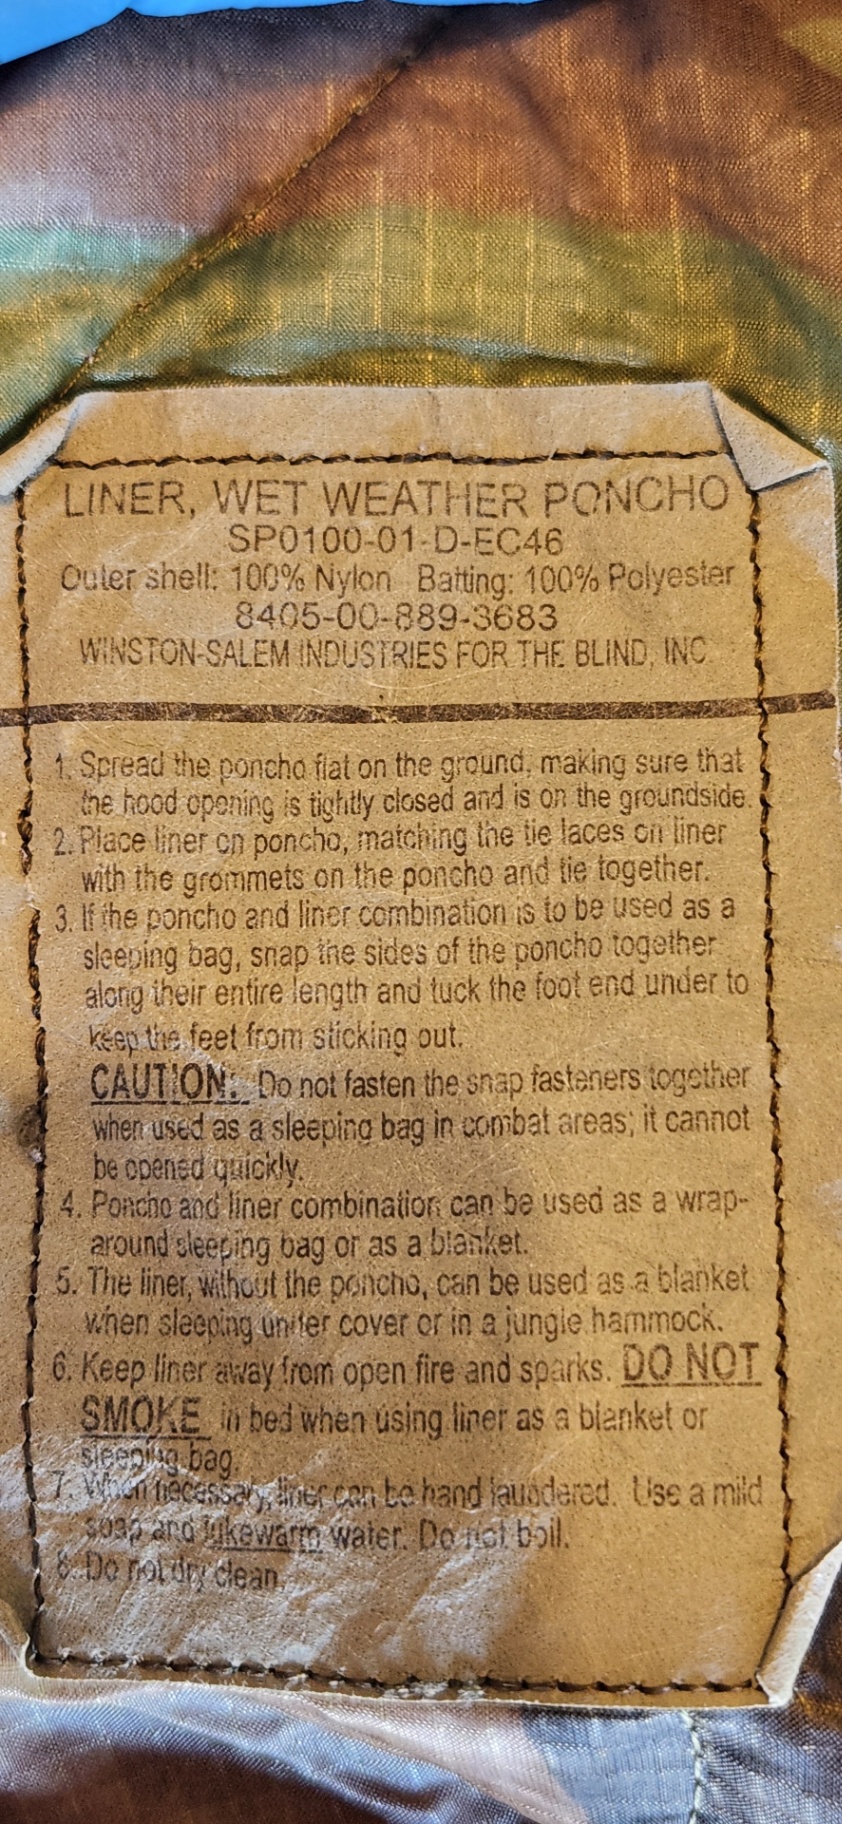 LINER, WET WEATHER PONCHO
SP0100-01-D-EC46
Outer shell: 100% Nylon Batting: 100% Polyester
8405-00-889-3683
WINSTON-SALEM INDUSTRIES FOR THE BLIND, INC
1. Spread the poncho flat on the ground, making sure that
the hood opening is tightly closed and is on the groundside.
2. Place liner on poncho, matching the tie laces on liner
with the grommets on the poncho and tie together.
3. If the poncho and liner combination is to be used as a
sleeping bag, snap the sides of the poncho together
along their entire length and tuck the foot end under to
keep the feet from sticking out.
CAUTION: Do not fasten the snap fasteners together
when used as a sleeping bag in combat areas; it cannot
be opened quickly.
4. Poncho and liner combination can be used as a wrap-
around sleeping bag or as a blanket.
5. The liner, without the poncho, can be used as a blanket
when sleeping under cover or in a jungle hammock.
6. Keep liner away from open fire and sparks. DO NOT
SMOKE in bed when using liner as a blanket or
sleeping bag.
7. When necessary, liner can be hand laundered. Use a mild
soap and lukewarm water. Do not boil.
8. Do not dry clean.